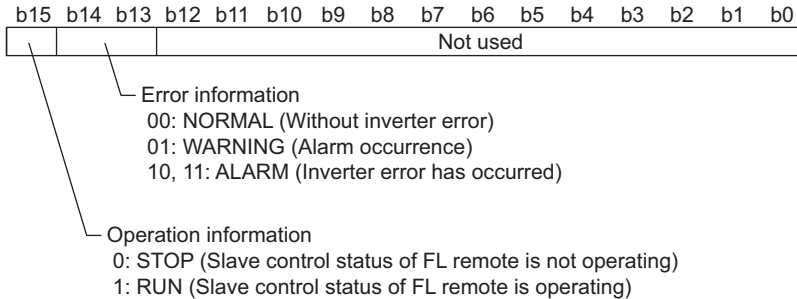 b15 b14 b13 b12 b11 b10 b9 b8 b7 b6 b5 b4 b3 b2 b1 b0
Not used
Error information
00: NORMAL (Without inverter error)
01: WARNING (Alarm occurrence)
10, 11: ALARM (Inverter error has occurred)
Operation information
0: STOP (Slave control status of FL remote is not operating)
1: RUN (Slave control status of FL remote is operating)